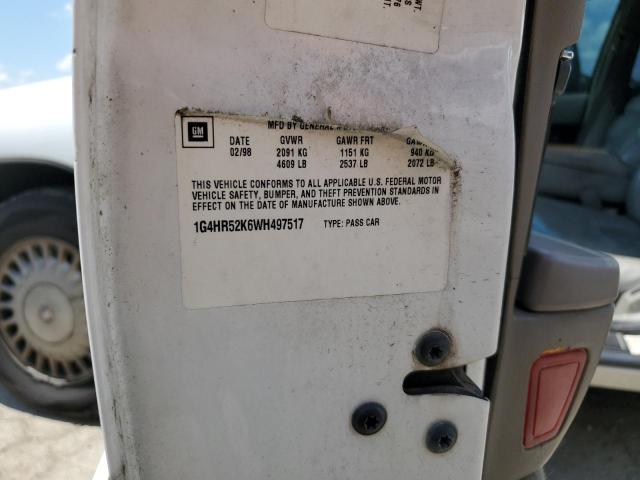 WT.
GM
MFD BY GENERAL
DATE GVWR GAWR FRT
02/98 2091 KG 1151 KG 940 KG
4609 LB 2537 LB 2072 LB
THIS VEHICLE CONFORMS TO ALL APPLICABLE U.S. FEDERAL MOTOR
VEHICLE SAFETY, BUMPER, AND THEFT PREVENTION STANDARDS IN
EFFECT ON THE DATE OF MANUFACTURE SHOWN ABOVE.
1G4HR52K6WH497517 TYPE: PASS CAR